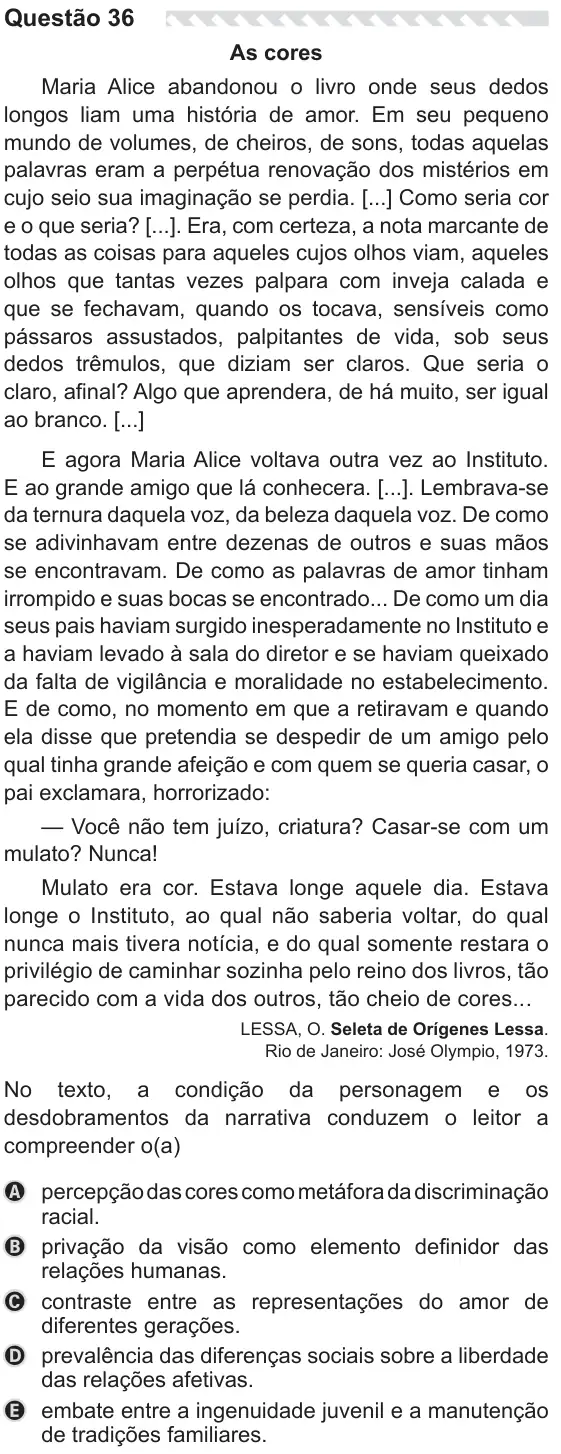 Questão 36
As cores
Maria Alice abandonou o livro onde seus dedos
longos liam uma história de amor. Em seu pequeno
mundo de volumes, de cheiros, de sons, todas aquelas
palavras eram a perpétua renovação dos mistérios em
cujo seio sua imaginação se perdia. [...] Como seria cor
e o que seria? [...]. Era, com certeza, a nota marcante de
todas as coisas para aqueles cujos olhos viam, aqueles
olhos que tantas vezes palpara com inveja calada e
que se fechavam, quando os tocava, sensíveis como
pássaros assustados, palpitantes de vida, sob seus
dedos trêmulos, que diziam ser claros. Que seria o
claro, afinal? Algo que aprendera, de há muito, ser igual
ao branco. [...]
E agora Maria Alice voltava outra vez ao Instituto.
E ao grande amigo que lá conhecera. [...]. Lembrava-se
da ternura daquela voz, da beleza daquela voz. De como
se adivinhavam entre dezenas de outros e suas mãos
se encontravam. De como as palavras de amor tinham
irrompido e suas bocas se encontrado... De como um dia
seus pais haviam surgido inesperadamente no Instituto e
a haviam levado à sala do diretor e se haviam queixado
da falta de vigilância e moralidade no estabelecimento.
E de como, no momento em que a retiravam e quando
ela disse que pretendia se despedir de um amigo pelo
qual tinha grande afeição e com quem se queria casar, o
pai exclamara, horrorizado:
— Você não tem juízo, criatura? Casar-se com um
mulato? Nunca!
Mulato era cor. Estava longe aquele dia. Estava
longe o Instituto, ao qual não saberia voltar, do qual
nunca mais tivera notícia, e do qual somente restara o
privilégio de caminhar sozinha pelo reino dos livros, tão
parecido com a vida dos outros, tão cheio de cores...
LESSA, O. Seleta de Orígenes Lessa.
Rio de Janeiro: José Olympio, 1973.
No texto, a condição da personagem e os
desdobramentos da narrativa conduzem o leitor a
compreender o(a)
A percepção das cores como metáfora da discriminação
racial.
B privação da visão como elemento definidor das
relações humanas.
C contraste entre as representações do amor de
diferentes gerações.
D prevalência das diferenças sociais sobre a liberdade
das relações afetivas.
E embate entre a ingenuidade juvenil e a manutenção
de tradições familiares.